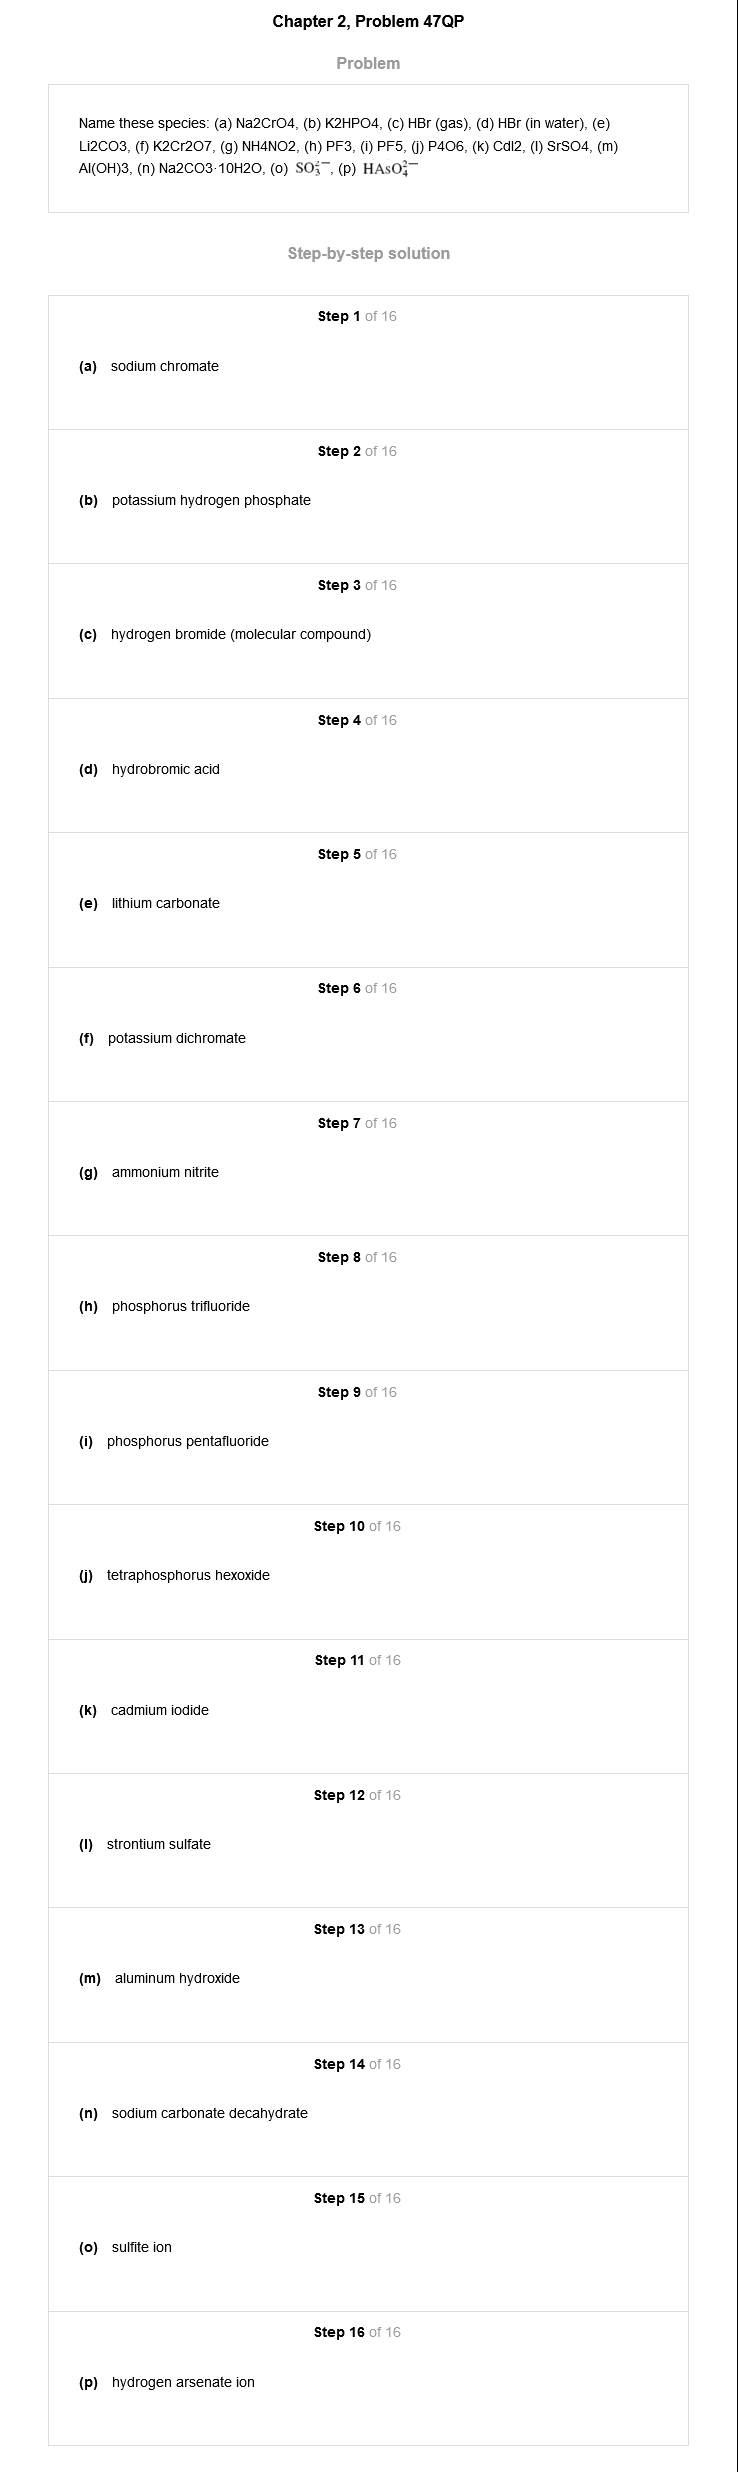 Chapter 2, Problem 47QP
Problem
Name these species: (a) Na2CrO4, (b) K2HPO4, (c) HBr (gas), (d) HBr (in water), (e)
Li2CO3, (f) K2Cr2O7, (g) NH4NO2, (h) PF3, (i) PF5, (j) P4O6, (k) CdI2, (l) SrSO4, (m)
Al(OH)3, (n) Na2CO3·10H2O, (o) SO₃²⁻, (p) HAsO₄²⁻
Step-by-step solution
Step 1 of 16
(a) sodium chromate
Step 2 of 16
(b) potassium hydrogen phosphate
Step 3 of 16
(c) hydrogen bromide (molecular compound)
Step 4 of 16
(d) hydrobromic acid
Step 5 of 16
(e) lithium carbonate
Step 6 of 16
(f) potassium dichromate
Step 7 of 16
(g) ammonium nitrite
Step 8 of 16
(h) phosphorus trifluoride
Step 9 of 16
(i) phosphorus pentafluoride
Step 10 of 16
(j) tetraphosphorus hexoxide
Step 11 of 16
(k) cadmium iodide
Step 12 of 16
(l) strontium sulfate
Step 13 of 16
(m) aluminum hydroxide
Step 14 of 16
(n) sodium carbonate decahydrate
Step 15 of 16
(o) sulfite ion
Step 16 of 16
(p) hydrogen arsenate ion